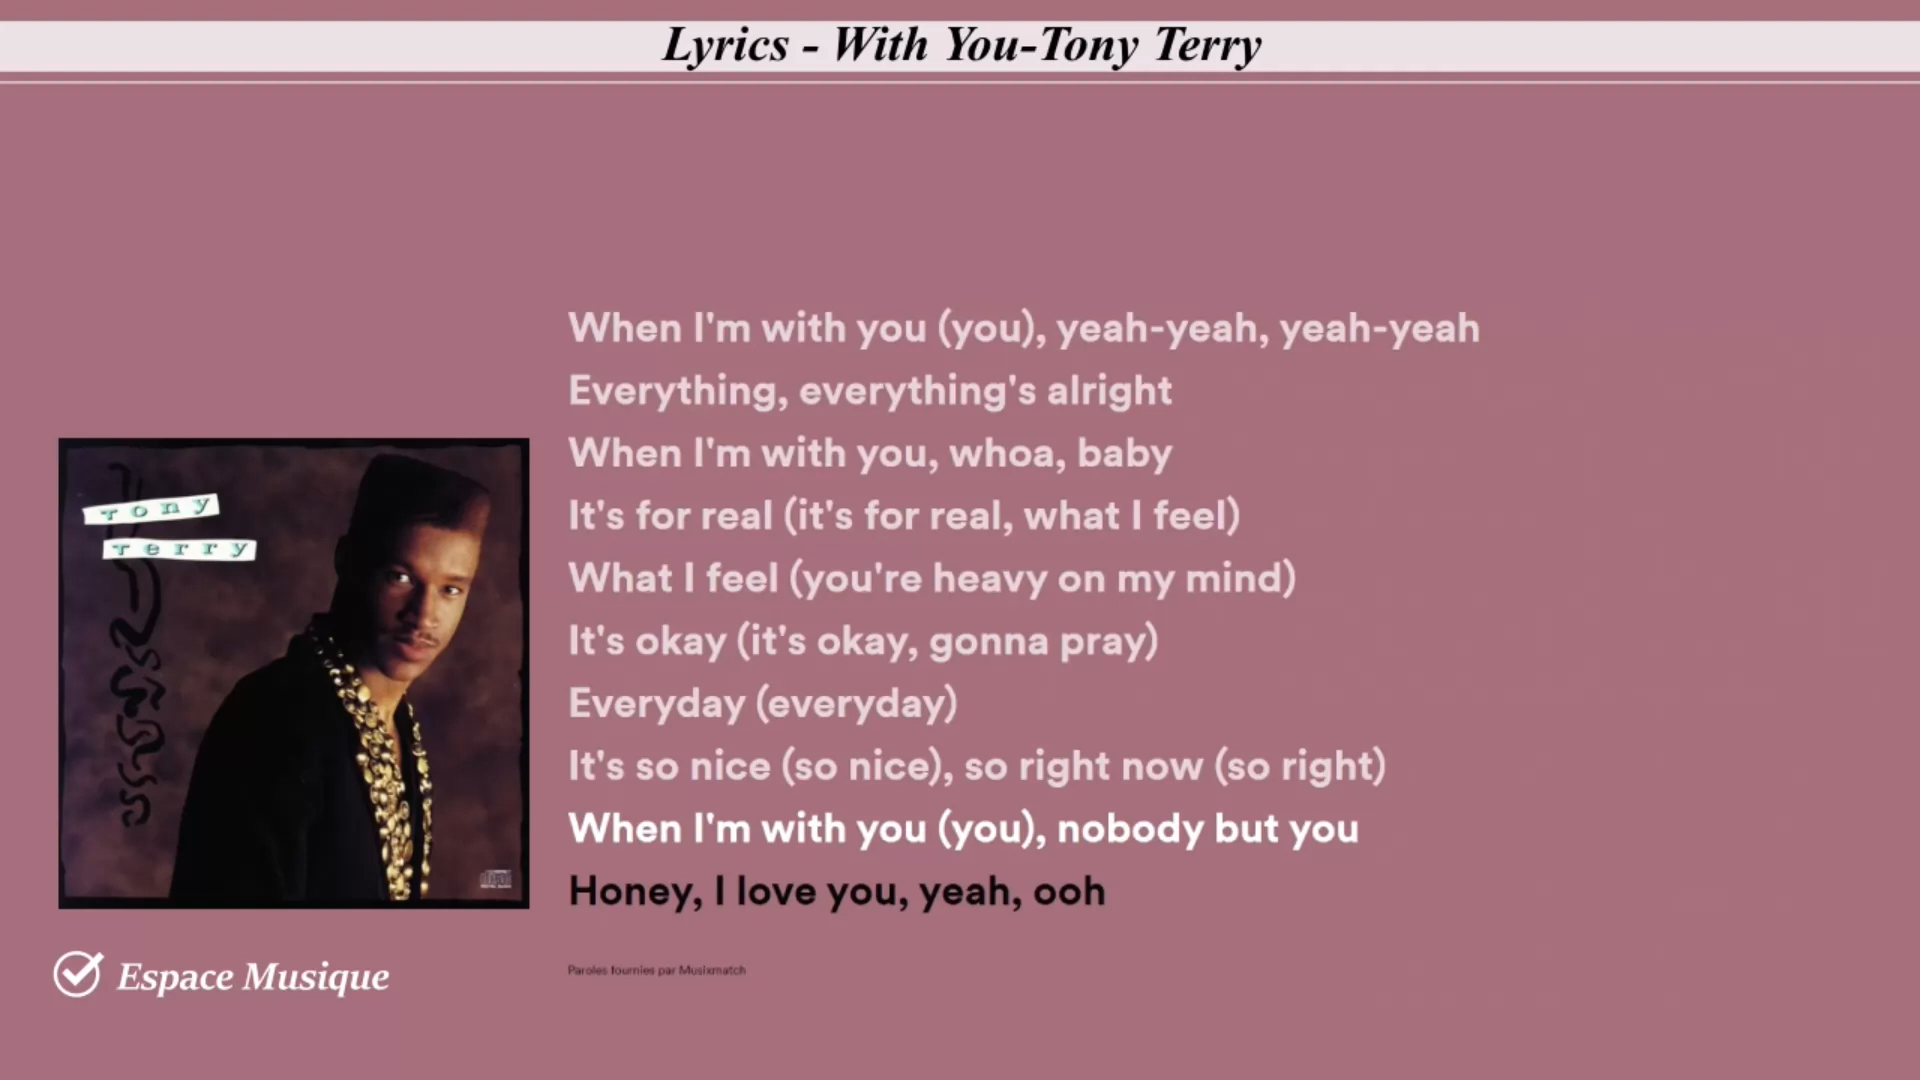 Lyrics - With You-Tony Terry
Tony
Terry
When I'm with you (you), yeah-yeah, yeah-yeah
Everything, everything's alright
When I'm with you, whoa, baby
It's for real (it's for real, what I feel)
What I feel (you're heavy on my mind)
It's okay (it's okay, gonna pray)
Everyday (everyday)
It's so nice (so nice), so right now (so right)
When I'm with you (you), nobody but you
Honey, I love you, yeah, ooh
Espace Musique
Paroles fournies par Musixmatch